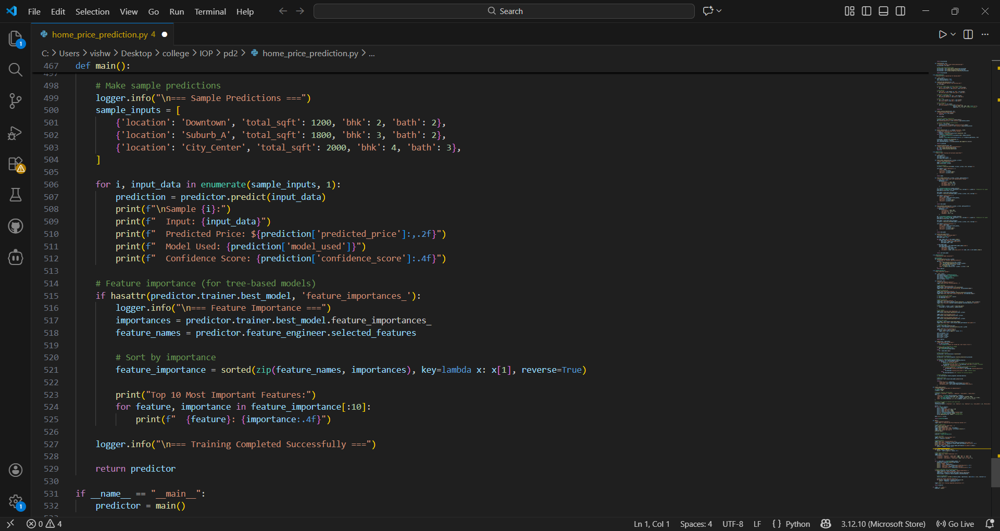 File Edit Selection View Go Run Terminal Help Search
home_price_prediction.py 4
C: > Users > vishw > Desktop > college > IOP > pd2 > home_price_prediction.py > ...
467 def main():
497
498 # Make sample predictions
499 logger.info("\n=== Sample Predictions ===")
500 sample_inputs = [
501 {'location': 'Downtown', 'total_sqft': 1200, 'bhk': 2, 'bath': 2},
502 {'location': 'Suburb_A', 'total_sqft': 1800, 'bhk': 3, 'bath': 2},
503 {'location': 'City_Center', 'total_sqft': 2000, 'bhk': 4, 'bath': 3},
504 ]
505
506 for i, input_data in enumerate(sample_inputs, 1):
507 prediction = predictor.predict(input_data)
508 print(f"\nSample {i}:")
509 print(f"  Input: {input_data}")
510 print(f"  Predicted Price: ${prediction['predicted_price']:,.2f}")
511 print(f"  Model Used: {prediction['model_used']}")
512 print(f"  Confidence Score: {prediction['confidence_score']:.4f}")
513
514 # Feature importance (for tree-based models)
515 if hasattr(predictor.trainer.best_model, 'feature_importances_'):
516 logger.info("\n=== Feature Importance ===")
517 importances = predictor.trainer.best_model.feature_importances_
518 feature_names = predictor.feature_engineer.selected_features
519
520 # Sort by importance
521 feature_importance = sorted(zip(feature_names, importances), key=lambda x: x[1], reverse=True)
522
523 print("Top 10 Most Important Features:")
524 for feature, importance in feature_importance[:10]:
525 print(f"  {feature}: {importance:.4f}")
526
527 logger.info("\n=== Training Completed Successfully ===")
528
529 return predictor
530
531 if __name__ == "__main__":
532 predictor = main()
0 4 Ln 1, Col 1 Spaces: 4 UTF-8 LF {} Python 3.12.10 (Microsoft Store) Go Live